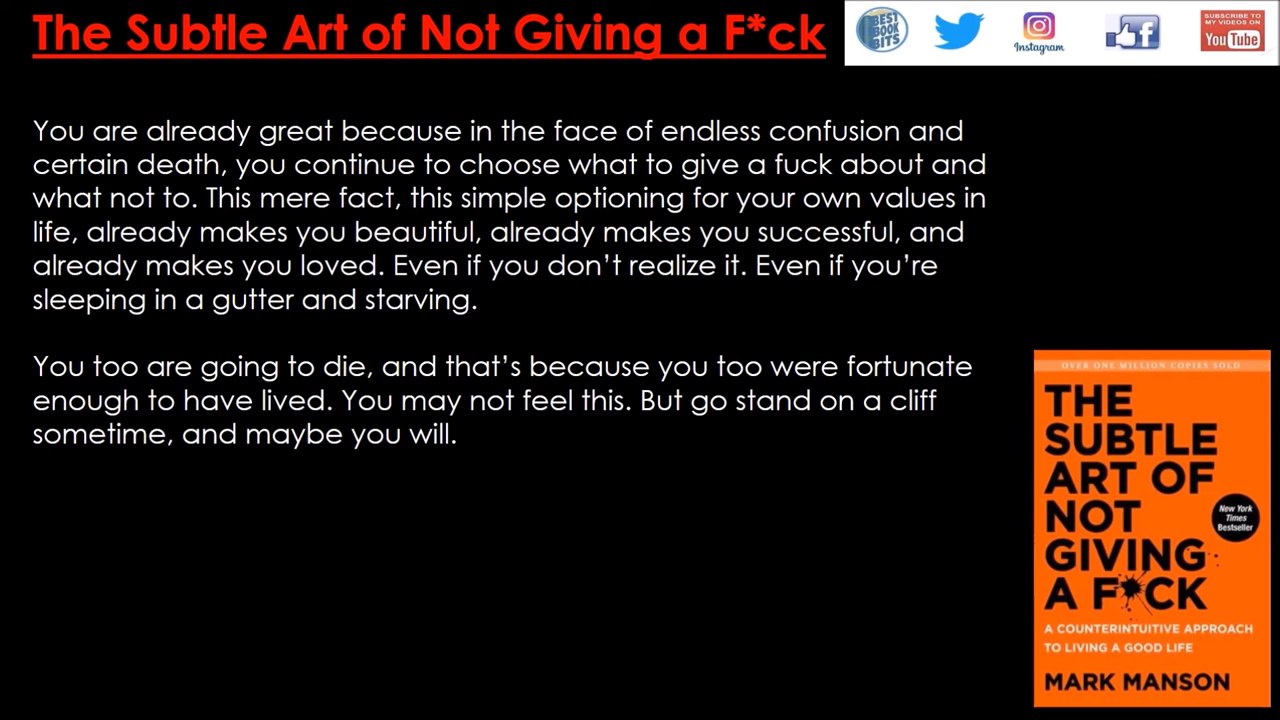 The Subtle Art of Not Giving a F*ck
BEST
BOOK
BITS
Instagram
f
SUBSCRIBE TO
MY VIDEOS ON
YouTube
You are already great because in the face of endless confusion and
certain death, you continue to choose what to give a fuck about and
what not to. This mere fact, this simple optioning for your own values in
life, already makes you beautiful, already makes you successful, and
already makes you loved. Even if you don’t realize it. Even if you’re
sleeping in a gutter and starving.
You too are going to die, and that’s because you too were fortunate
enough to have lived. You may not feel this. But go stand on a cliff
sometime, and maybe you will.
OVER ONE MILLION COPIES SOLD
THE
SUBTLE
ART OF
NOT
GIVING
A F*CK
New York
Times
Bestseller
A COUNTERINTUITIVE APPROACH
TO LIVING A GOOD LIFE
MARK MANSON